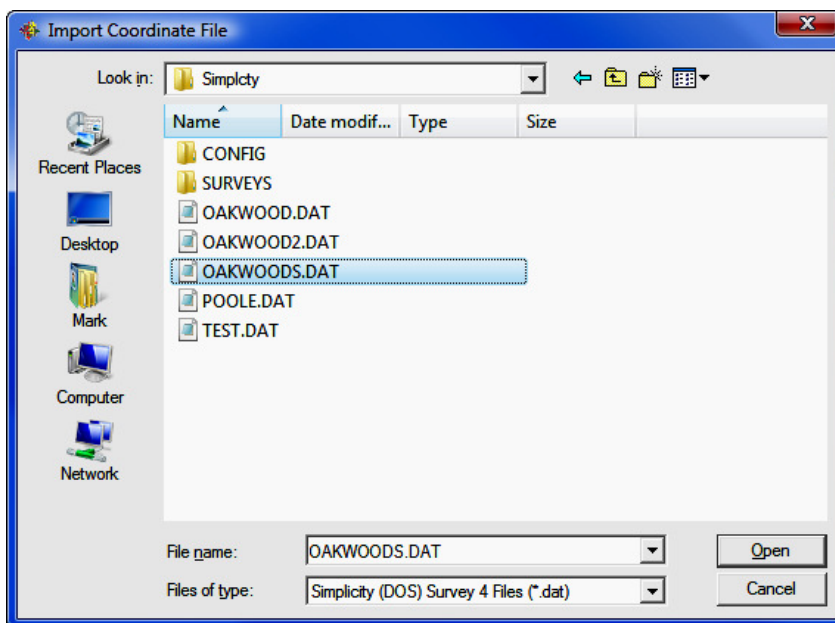 Import Coordinate File
Look in: Simplcty
Name Date modif... Type Size
Recent Places
Desktop
Mark
Computer
Network
CONFIG
SURVEYS
OAKWOOD.DAT
OAKWOOD2.DAT
OAKWOODS.DAT
POOLE.DAT
TEST.DAT
File name: OAKWOODS.DAT Open
Files of type: Simplicity (DOS) Survey 4 Files (*.dat) Cancel